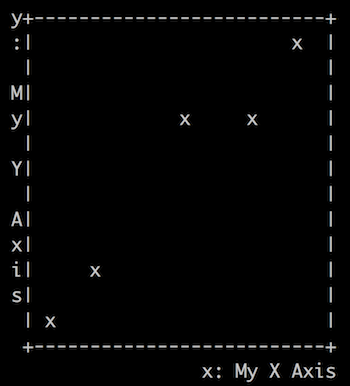 y+--------------------------+
:|                       x  |
 |                          |
M|                          |
y|             x     x      |
 |                          |
Y|                          |
 |                          |
A|                          |
x|                          |
i|     x                    |
s|                          |
 | x                        |
 +--------------------------+
                x: My X Axis